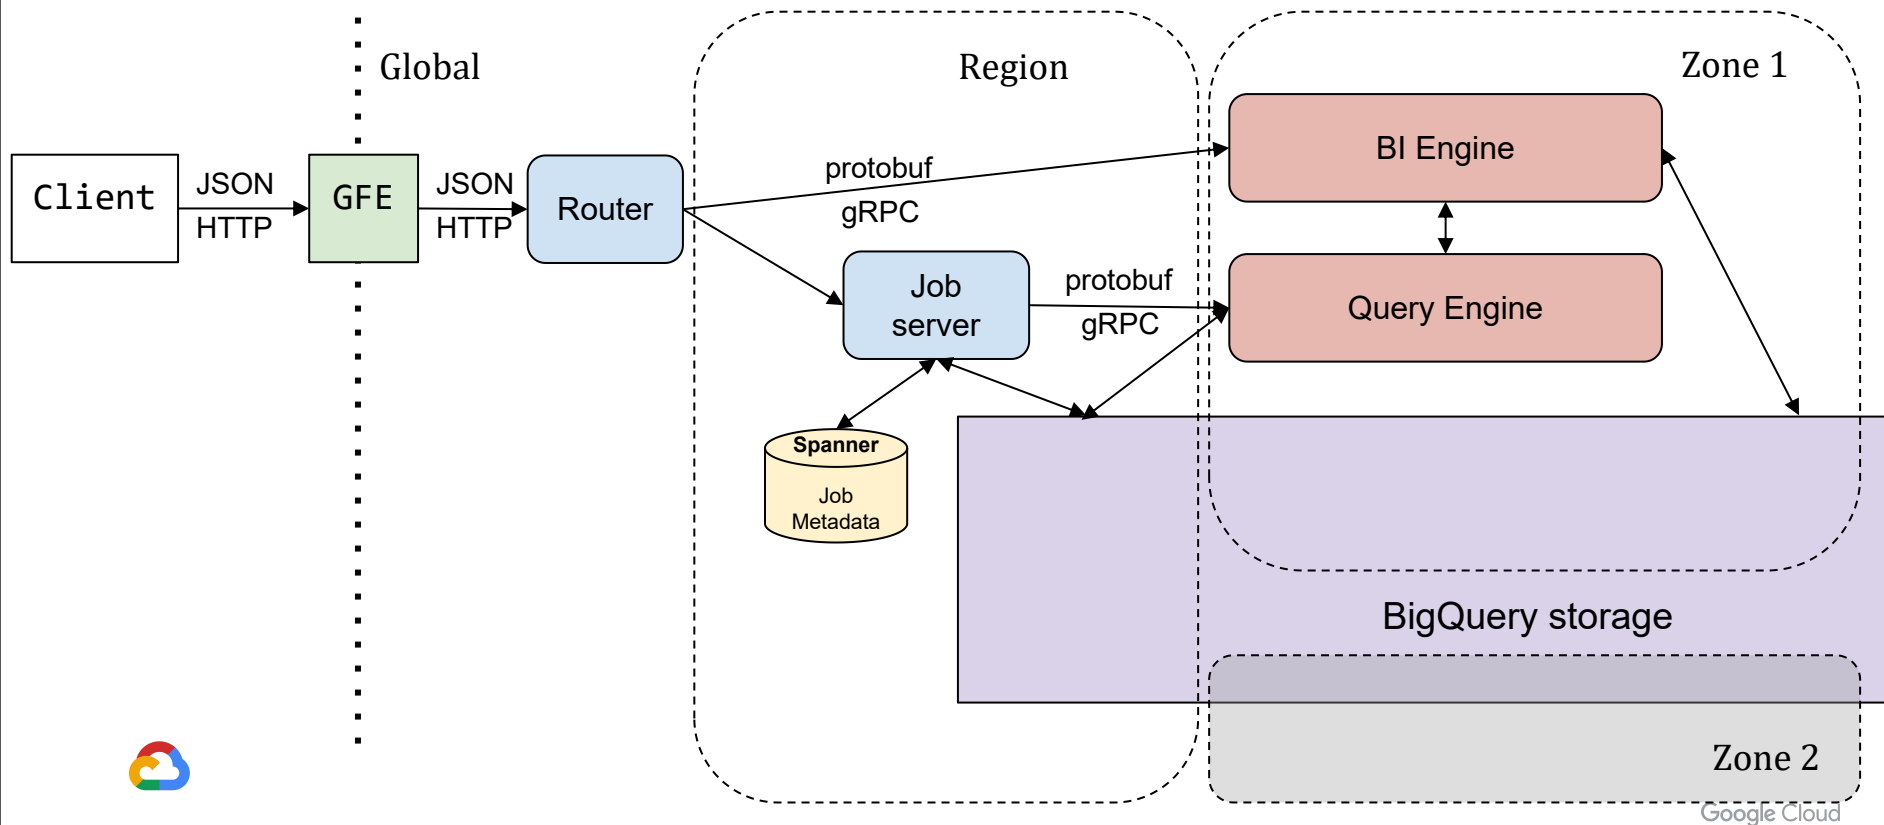 Global
Region
Zone 1
Client
JSON
HTTP
GFE
JSON
HTTP
Router
protobuf
gRPC
BI Engine
Job
server
protobuf
gRPC
Query Engine
Spanner
Job
Metadata
BigQuery storage
Zone 2
Google Cloud